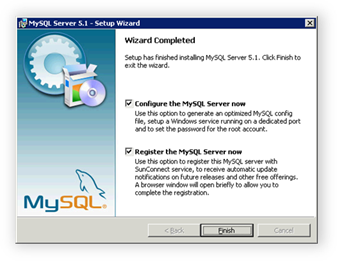 MySQL Server 5.1 - Setup Wizard
Wizard Completed
Setup has finished installing MySQL Server 5.1. Click Finish to
exit the wizard.
Configure the MySQL Server now
Use this option to generate an optimized MySQL config
file, setup a Windows service running on a dedicated port
and to set the password for the root account.
Register the MySQL Server now
Use this option to register this MySQL server with
SunConnect service, to receive automatic update
notifications on future releases and other free offerings.
A browser window will open briefly to allow you to
complete the registration.
MySQL
< Back
Finish
Cancel